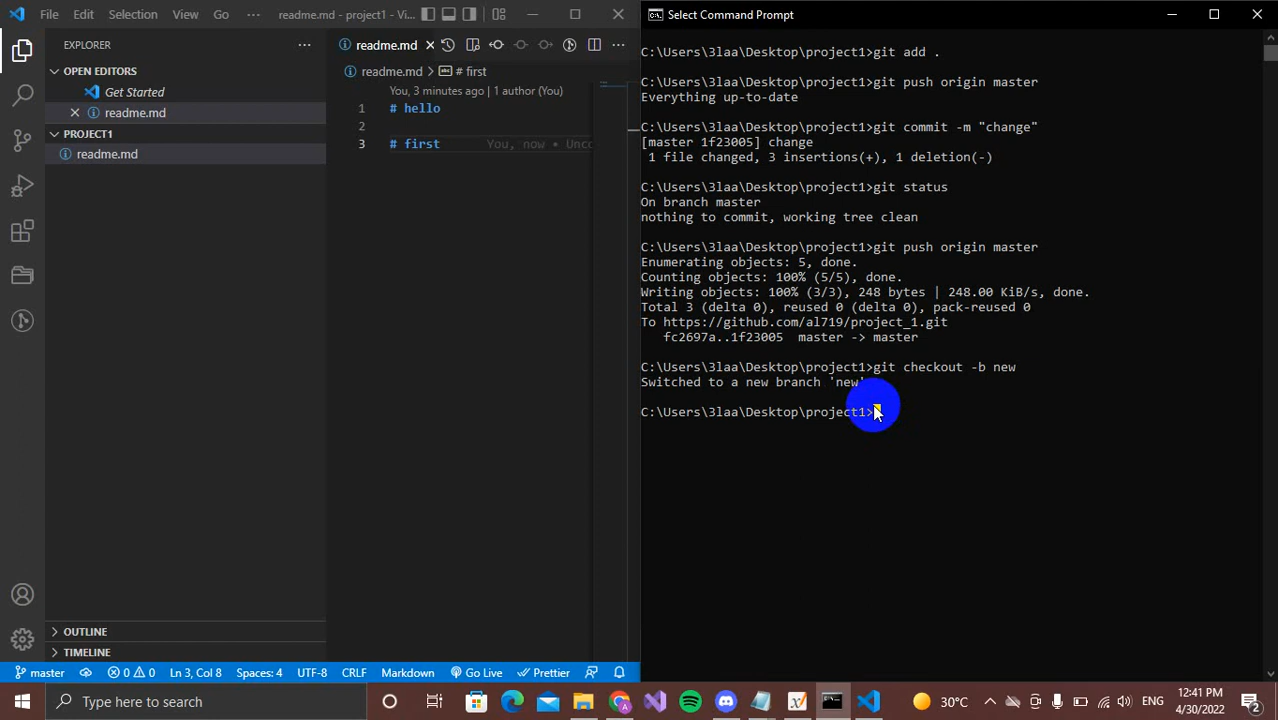 File Edit Selection View Go ... readme.md - project1 - Vi...
EXPLORER
OPEN EDITORS
Get Started
readme.md
PROJECT1
readme.md
OUTLINE
TIMELINE
readme.md
readme.md > # first
You, 3 minutes ago | 1 author (You)
1 # hello
2
3 # first You, now • Unco
master 0 0 Ln 3, Col 8 Spaces: 4 UTF-8 CRLF Markdown Go Live Prettier
Select Command Prompt
C:\Users\3laa\Desktop\project1>git add .
C:\Users\3laa\Desktop\project1>git push origin master
Everything up-to-date
C:\Users\3laa\Desktop\project1>git commit -m "change"
[master 1f23005] change
1 file changed, 3 insertions(+), 1 deletion(-)
C:\Users\3laa\Desktop\project1>git status
On branch master
nothing to commit, working tree clean
C:\Users\3laa\Desktop\project1>git push origin master
Enumerating objects: 5, done.
Counting objects: 100% (5/5), done.
Writing objects: 100% (3/3), 248 bytes | 248.00 KiB/s, done.
Total 3 (delta 0), reused 0 (delta 0), pack-reused 0
To https://github.com/al719/project_1.git
fc2697a..1f23005 master -> master
C:\Users\3laa\Desktop\project1>git checkout -b new
Switched to a new branch 'new'
C:\Users\3laa\Desktop\project1>
Type here to search
30°C
ENG
12:41 PM
4/30/2022
2